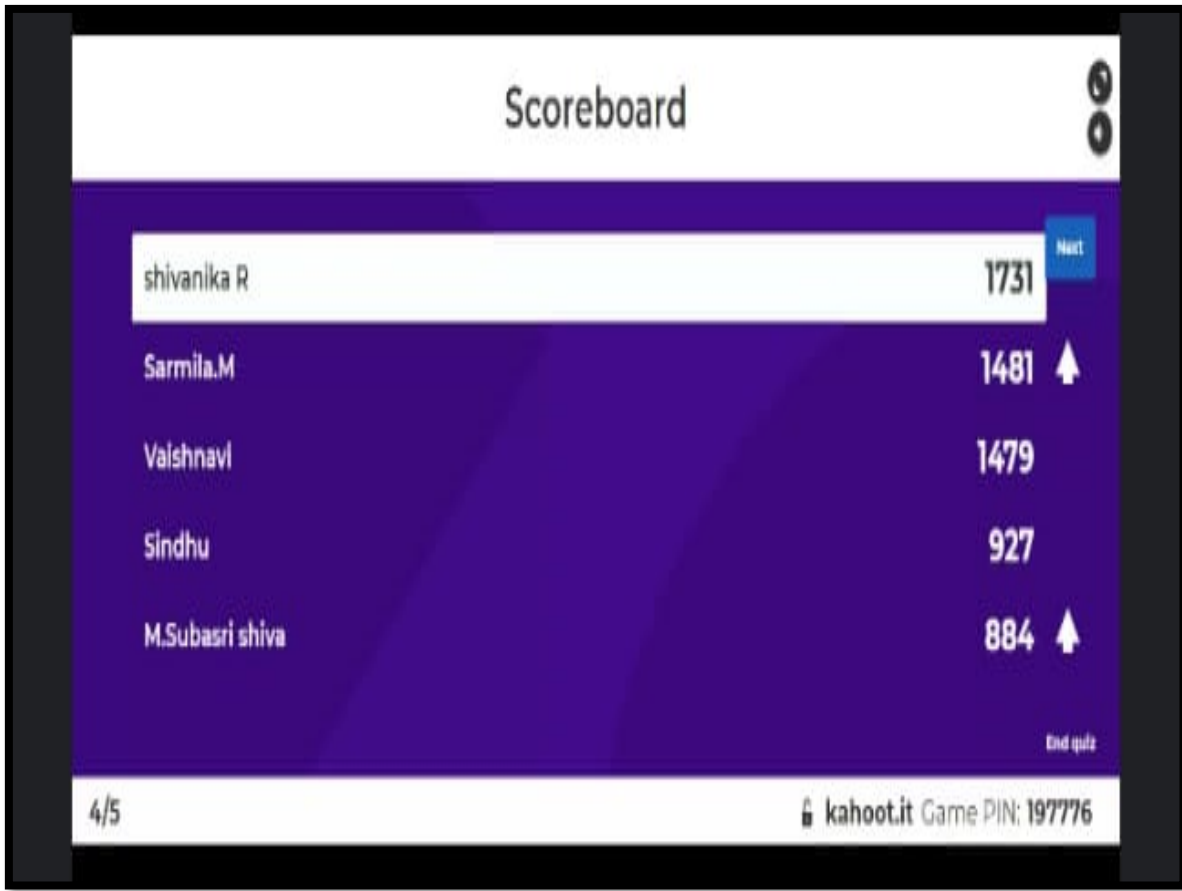 Scoreboard
Next
shivanika R 1731
Sarmila.M 1481
Vaishnavi 1479
Sindhu 927
M.Subasri shiva 884
End quiz
4/5 kahoot.it Game PIN: 197776